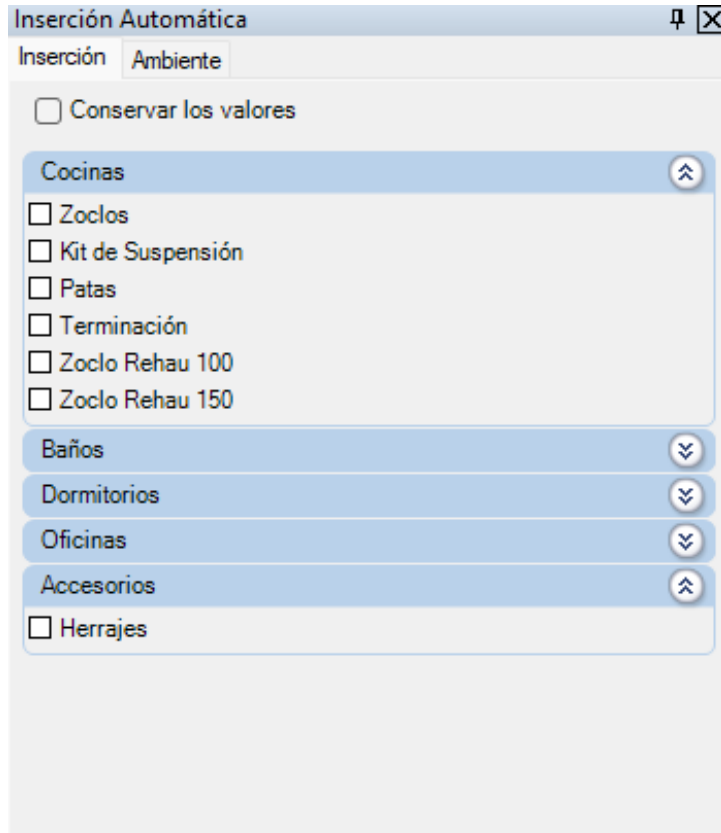 Inserción Automática
Inserción Ambiente
Conservar los valores
Cocinas
Zoclos
Kit de Suspensión
Patas
Terminación
Zoclo Rehau 100
Zoclo Rehau 150
Baños
Dormitorios
Oficinas
Accesorios
Herrajes